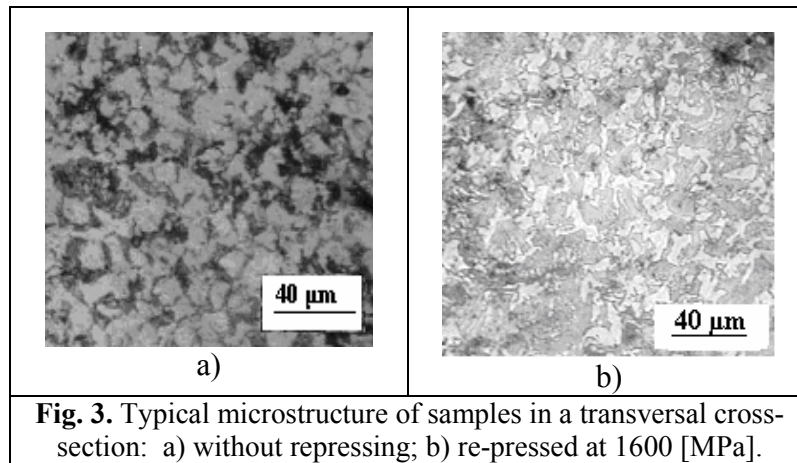 40 µm
a)
40 µm
b)
Fig. 3. Typical microstructure of samples in a transversal cross-
section: a) without repressing; b) re-pressed at 1600 [MPa].